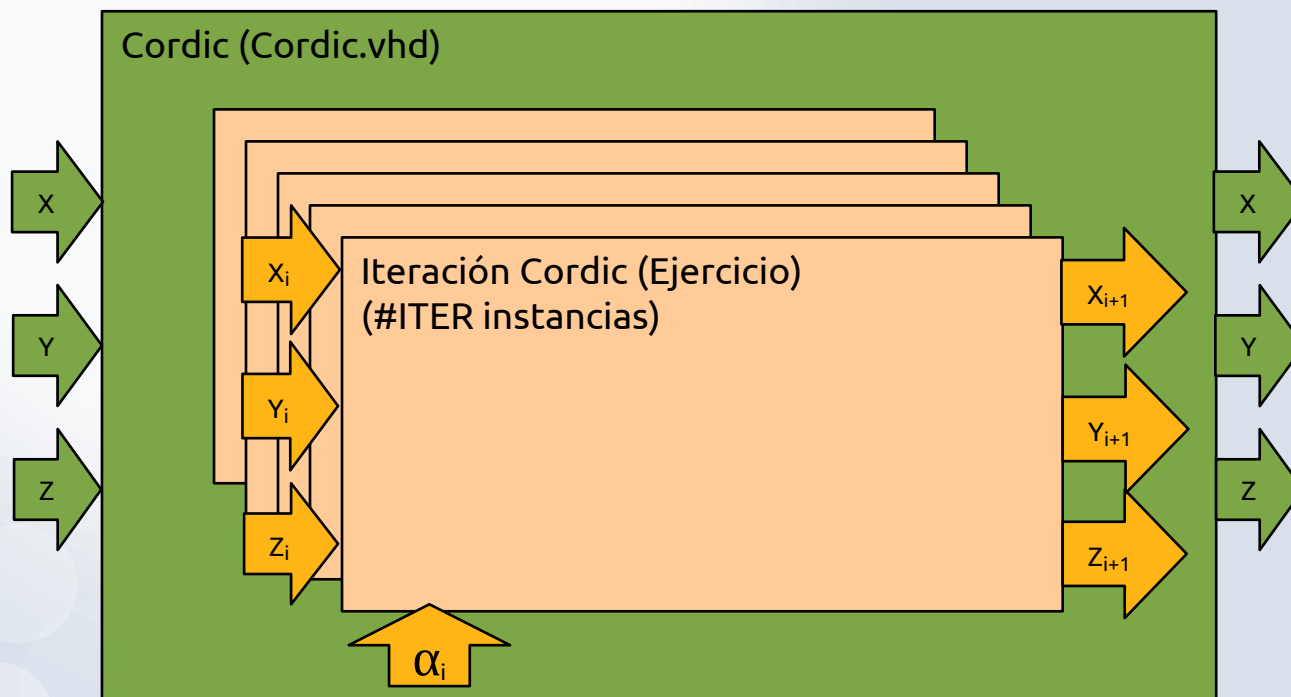 Cordic (Cordic.vhd)
X
Y
Z
Xᵢ
Yᵢ
Zᵢ
Iteración Cordic (Ejercicio)
(#ITER instancias)
αᵢ
Xᵢ₊₁
Yᵢ₊₁
Zᵢ₊₁
X
Y
Z